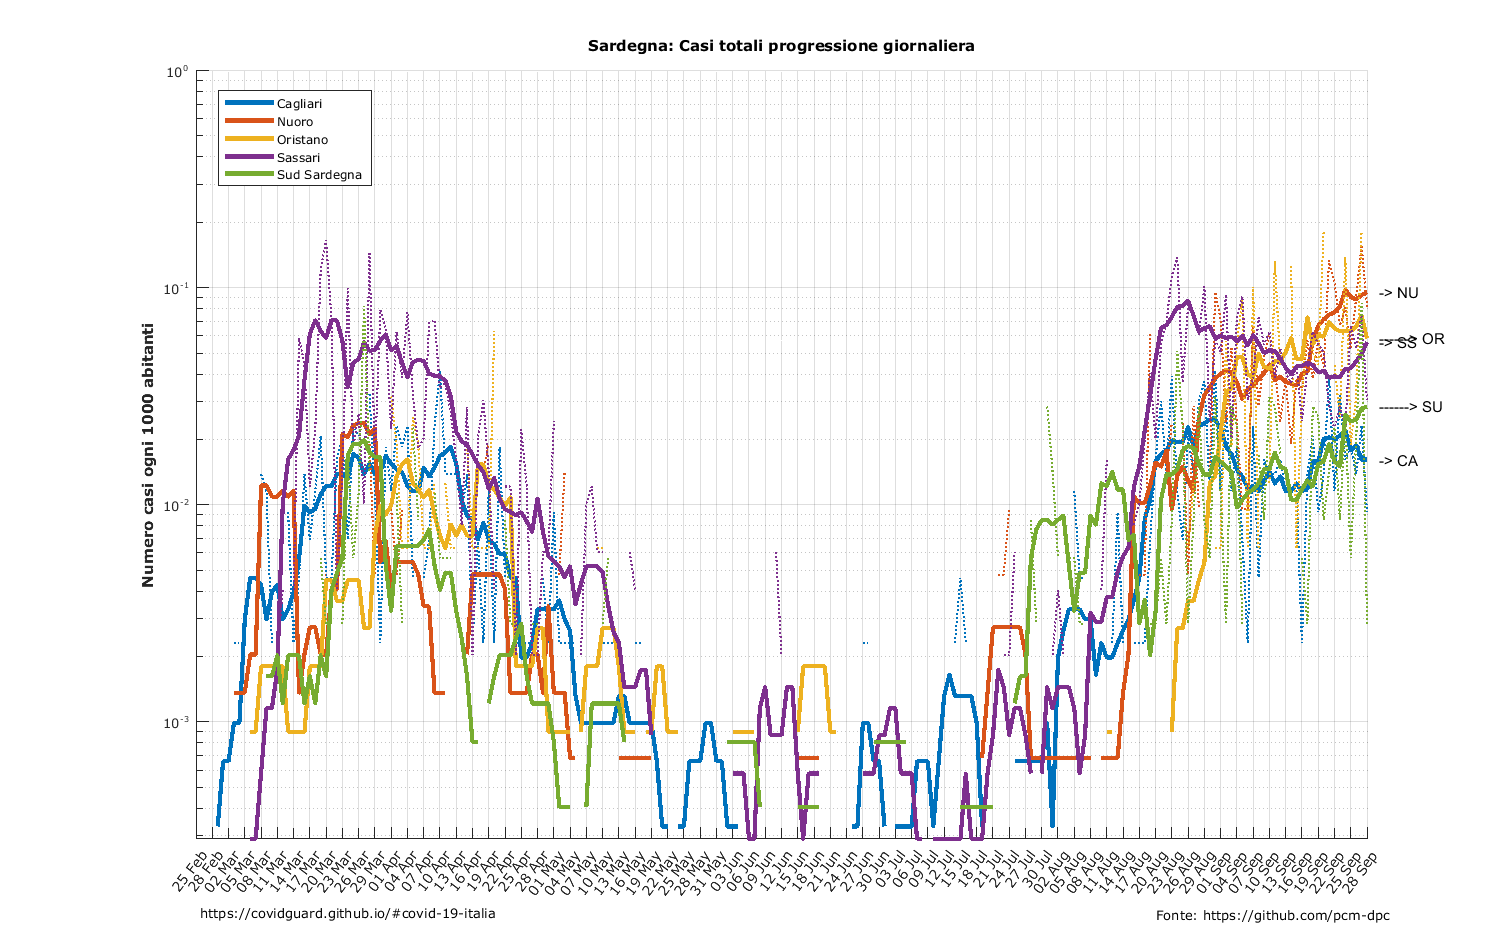 Sardegna: Casi totali progressione giornaliera
Numero casi ogni 1000 abitanti
10^0
10^-1
10^-2
10^-3
Cagliari
Nuoro
Oristano
Sassari
Sud Sardegna
-> NU
------> OR
-> SS
------> SU
-> CA
25 Feb
28 Feb
02 Mar
05 Mar
08 Mar
11 Mar
14 Mar
17 Mar
20 Mar
23 Mar
26 Mar
29 Mar
01 Apr
04 Apr
07 Apr
10 Apr
13 Apr
16 Apr
19 Apr
22 Apr
25 Apr
28 Apr
01 May
04 May
07 May
10 May
13 May
16 May
19 May
22 May
25 May
28 May
31 May
03 Jun
06 Jun
09 Jun
12 Jun
15 Jun
18 Jun
21 Jun
24 Jun
27 Jun
30 Jun
03 Jul
06 Jul
09 Jul
12 Jul
15 Jul
18 Jul
21 Jul
24 Jul
27 Jul
30 Jul
02 Aug
05 Aug
08 Aug
11 Aug
14 Aug
17 Aug
20 Aug
23 Aug
26 Aug
29 Aug
01 Sep
04 Sep
07 Sep
10 Sep
13 Sep
16 Sep
19 Sep
22 Sep
25 Sep
28 Sep
https://covidguard.github.io/#covid-19-italia
Fonte: https://github.com/pcm-dpc